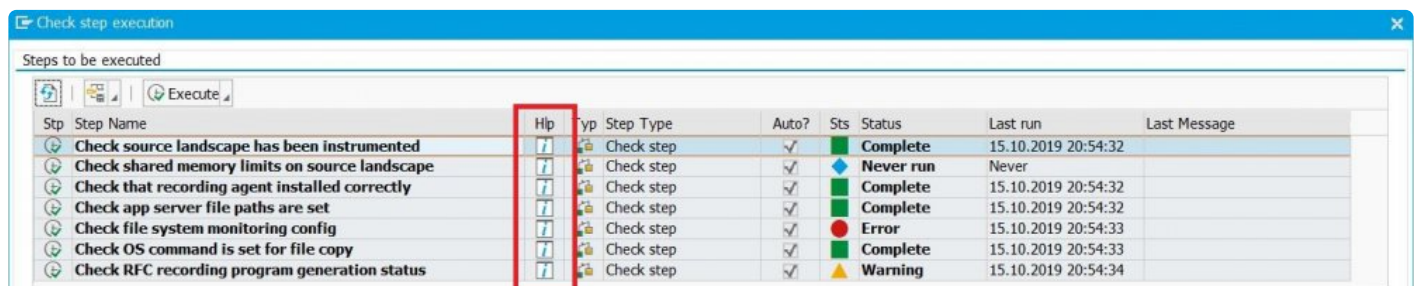 Check step execution
Steps to be executed
Execute
Stp Step Name Hlp Typ Step Type Auto? Sts Status Last run Last Message
Check source landscape has been instrumented i Check step Complete 15.10.2019 20:54:32
Check shared memory limits on source landscape i Check step Never run Never
Check that recording agent installed correctly i Check step Complete 15.10.2019 20:54:32
Check app server file paths are set i Check step Complete 15.10.2019 20:54:32
Check file system monitoring config i Check step Error 15.10.2019 20:54:33
Check OS command is set for file copy i Check step Complete 15.10.2019 20:54:33
Check RFC recording program generation status i Check step Warning 15.10.2019 20:54:34